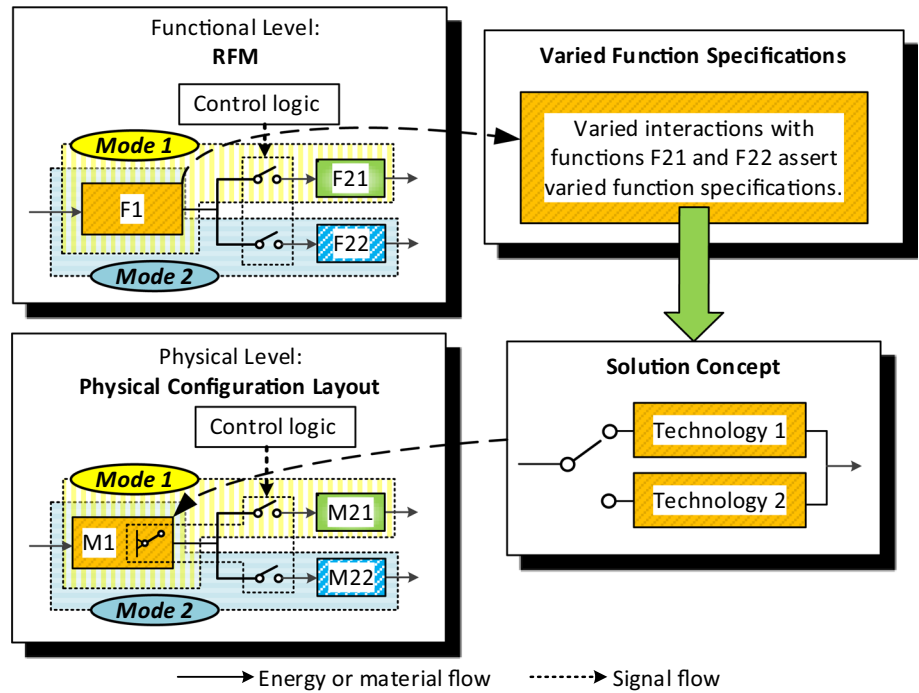 Functional Level:
RFM
Control logic
Mode 1
F1
F21
F22
Mode 2
Varied Function Specifications
Varied interactions with
functions F21 and F22 assert
varied function specifications.
Physical Level:
Physical Configuration Layout
Control logic
Mode 1
M1
M21
M22
Mode 2
Solution Concept
Technology 1
Technology 2
Energy or material flow
Signal flow